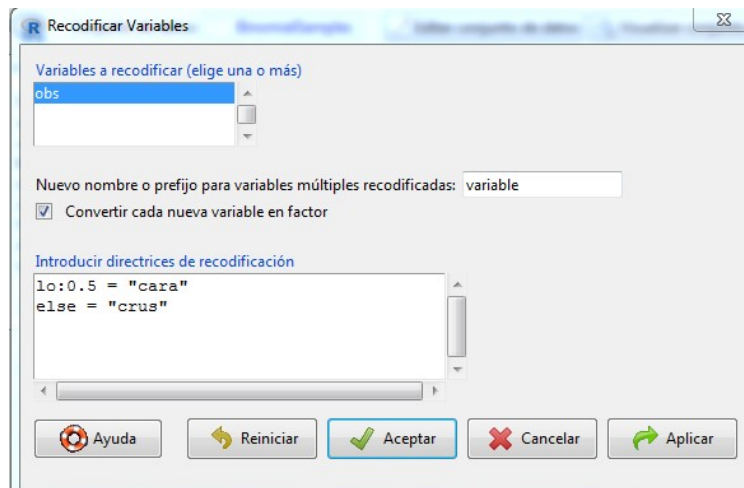 Recodificar Variables
Variables a recodificar (elige una o más)
obs
Nuevo nombre o prefijo para variables múltiples recodificadas: variable
Convertir cada nueva variable en factor
Introducir directrices de recodificación
lo:0.5 = "cara"
else = "crus"
Ayuda Reiniciar Aceptar Cancelar Aplicar